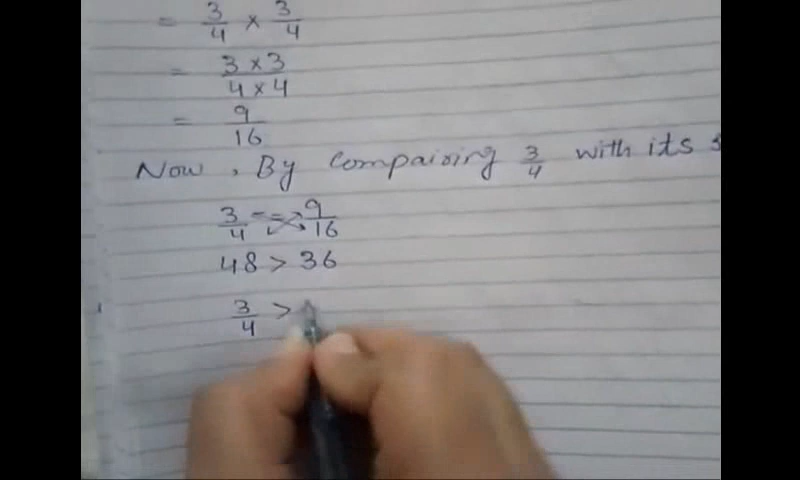 = 3/4 × 3/4
= 3×3/4×4
= 9/16
Now, By Compairing 3/4 with its
3/4 9/16
48 > 36
3/4 >